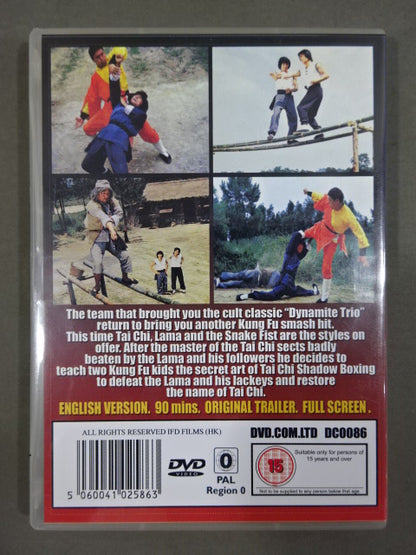 The team that brought you the cult classic "Dynamite Trio"
return to bring you another Kung Fu smash hit.
This time Tai Chi, Lama and the Snake Fist are the styles on
offer. After the master of the Tai Chi sects badly
beaten by the Lama and his followers he decides to
teach two Kung Fu kids the secret art of Tai Chi Shadow Boxing
to defeat the Lama and his lackeys and restore
the name of Tai Chi.
ENGLISH VERSION. 90 mins. ORIGINAL TRAILER. FULL SCREEN .
ALL RIGHTS RESERVED IFD FILMS (HK)
DVD.COM.LTD DC0086
5 060041 025863
DVD
VIDEO
0
PAL
Region 0
15
Suitable only for persons of
15 years and over
Not to be supplied to any person below that age.